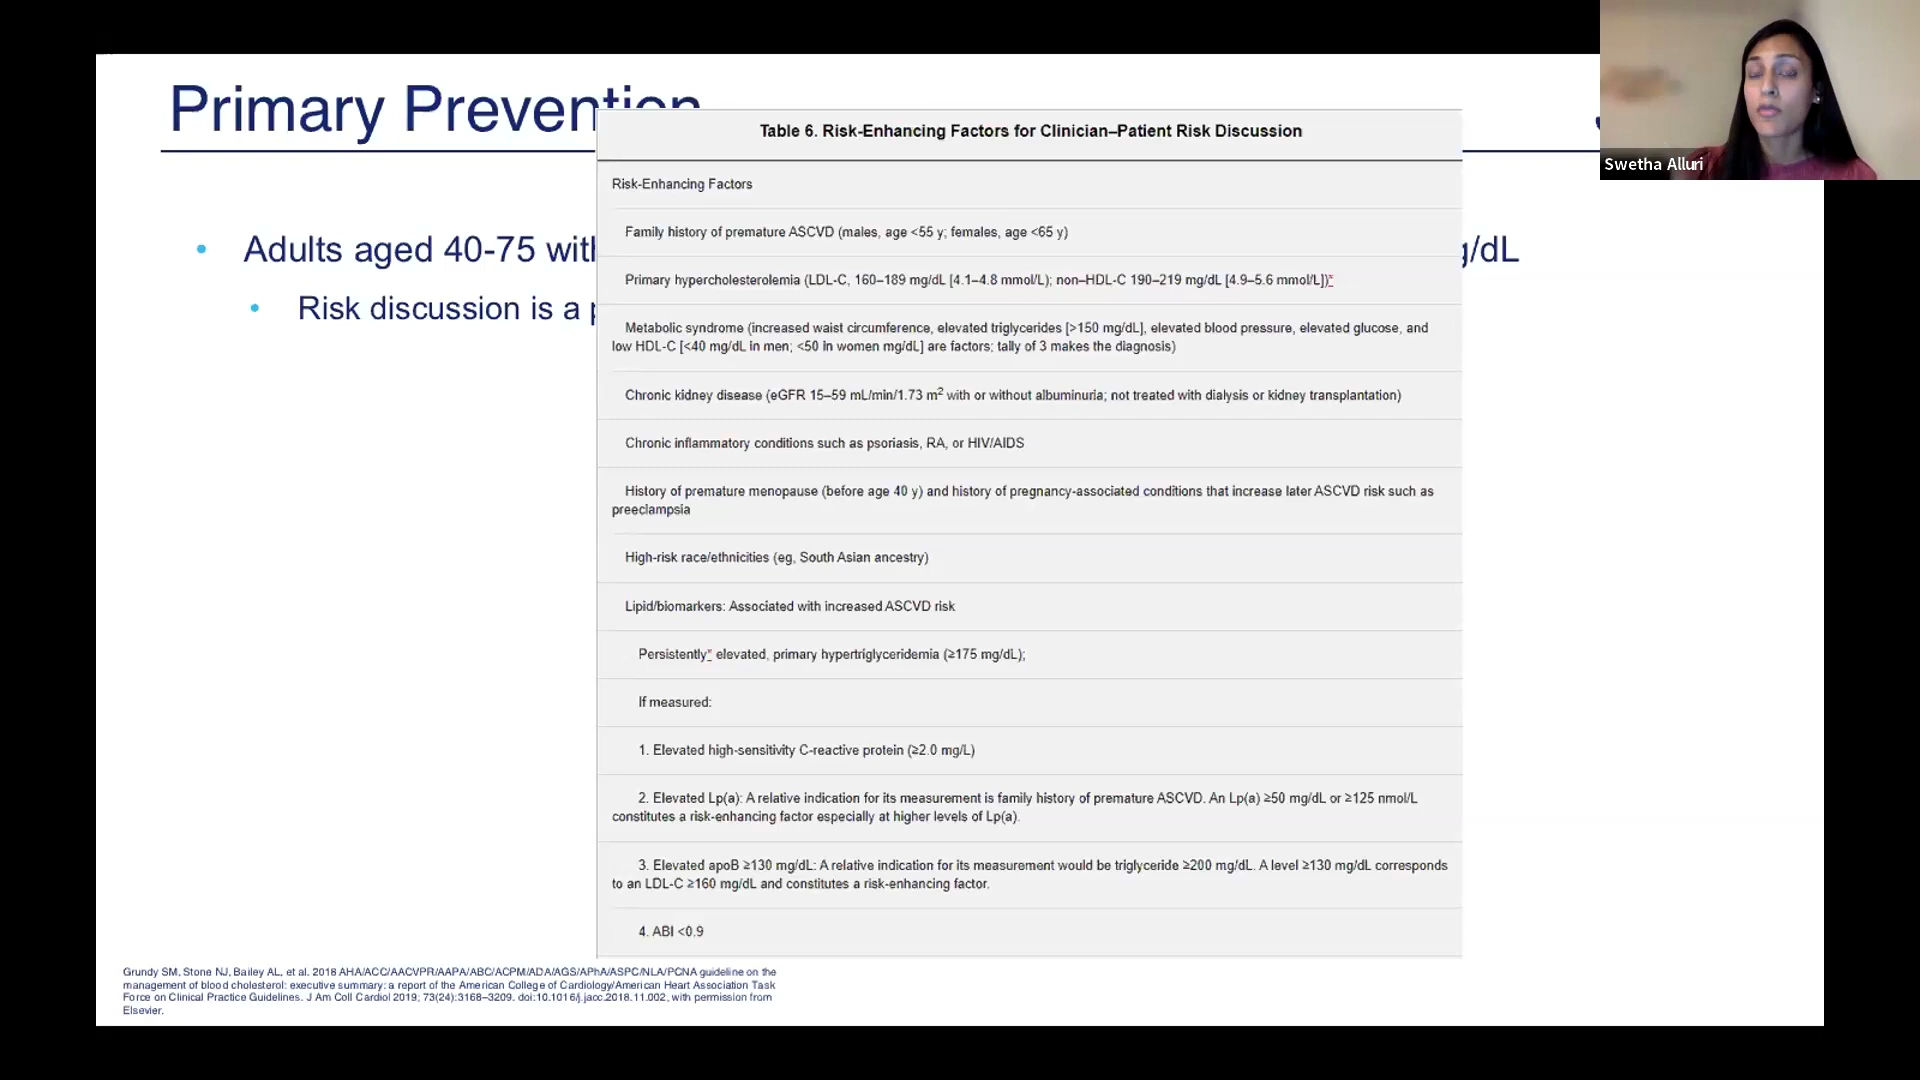 Primary Prevention
Table 6. Risk-Enhancing Factors for Clinician–Patient Risk Discussion
Swetha Alluri
Risk-Enhancing Factors
Family history of premature ASCVD (males, age <55 y; females, age <65 y)
Adults aged 40-75
g/dL
Primary hypercholesterolemia (LDL-C, 160–189 mg/dL [4.1–4.8 mmol/L); non–HDL-C 190–219 mg/dL [4.9–5.6 mmol/L])*
Risk discussion is a
Metabolic syndrome (increased waist circumference, elevated triglycerides [>150 mg/dL], elevated blood pressure, elevated glucose, and
low HDL-C [<40 mg/dL in men; <50 in women mg/dL] are factors; tally of 3 makes the diagnosis)
Chronic kidney disease (eGFR 15–59 mL/min/1.73 m² with or without albuminuria; not treated with dialysis or kidney transplantation)
Chronic inflammatory conditions such as psoriasis, RA, or HIV/AIDS
History of premature menopause (before age 40 y) and history of pregnancy-associated conditions that increase later ASCVD risk such as
preeclampsia
High-risk race/ethnicities (eg, South Asian ancestry)
Lipid/biomarkers: Associated with increased ASCVD risk
Persistently* elevated, primary hypertriglyceridemia (≥175 mg/dL);
If measured:
1. Elevated high-sensitivity C-reactive protein (≥2.0 mg/L)
2. Elevated Lp(a): A relative indication for its measurement is family history of premature ASCVD. An Lp(a) ≥50 mg/dL or ≥125 nmol/L
constitutes a risk-enhancing factor especially at higher levels of Lp(a).
3. Elevated apoB ≥130 mg/dL: A relative indication for its measurement would be triglyceride ≥200 mg/dL. A level ≥130 mg/dL corresponds
to an LDL-C ≥160 mg/dL and constitutes a risk-enhancing factor.
4. ABI <0.9
Grundy SM, Stone NJ, Bailey AL, et al. 2018 AHA/ACC/AACVPR/AAPA/ABC/ACPM/ADA/AGS/APhA/ASPC/NLA/PCNA guideline on the
management of blood cholesterol: executive summary: a report of the American College of Cardiology/American Heart Association Task
Force on Clinical Practice Guidelines. J Am Coll Cardiol 2019; 73(24):3168–3209. doi:10.1016/j.jacc.2018.11.002, with permission from
Elsevier.